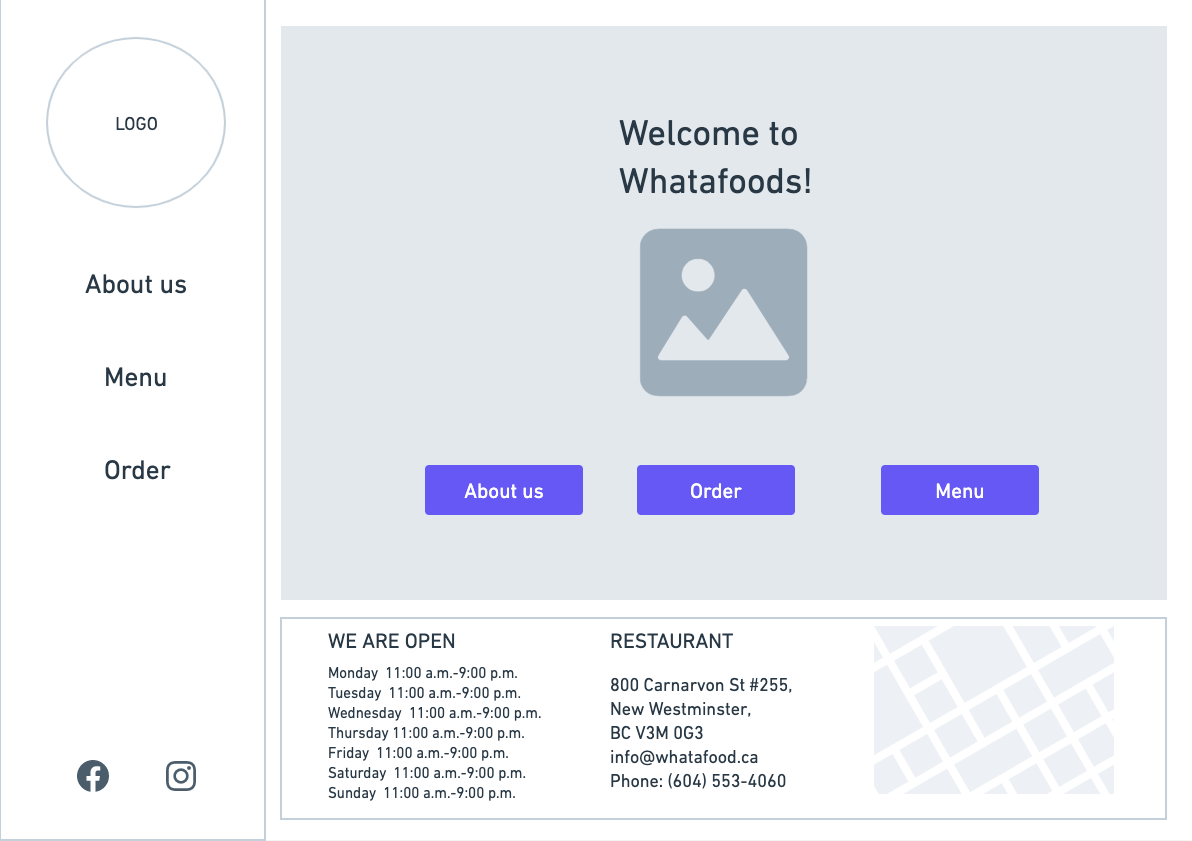 LOGO
About us
Menu
Order
Welcome to
Whatafoods!
About us
Order
Menu
WE ARE OPEN
Monday  11:00 a.m.-9:00 p.m.
Tuesday  11:00 a.m.-9:00 p.m.
Wednesday  11:00 a.m.-9:00 p.m.
Thursday 11:00 a.m.-9:00 p.m.
Friday  11:00 a.m.-9:00 p.m.
Saturday  11:00 a.m.-9:00 p.m.
Sunday  11:00 a.m.-9:00 p.m.
RESTAURANT
800 Carnarvon St #255,
New Westminster,
BC V3M 0G3
info@whatafood.ca
Phone: (604) 553-4060